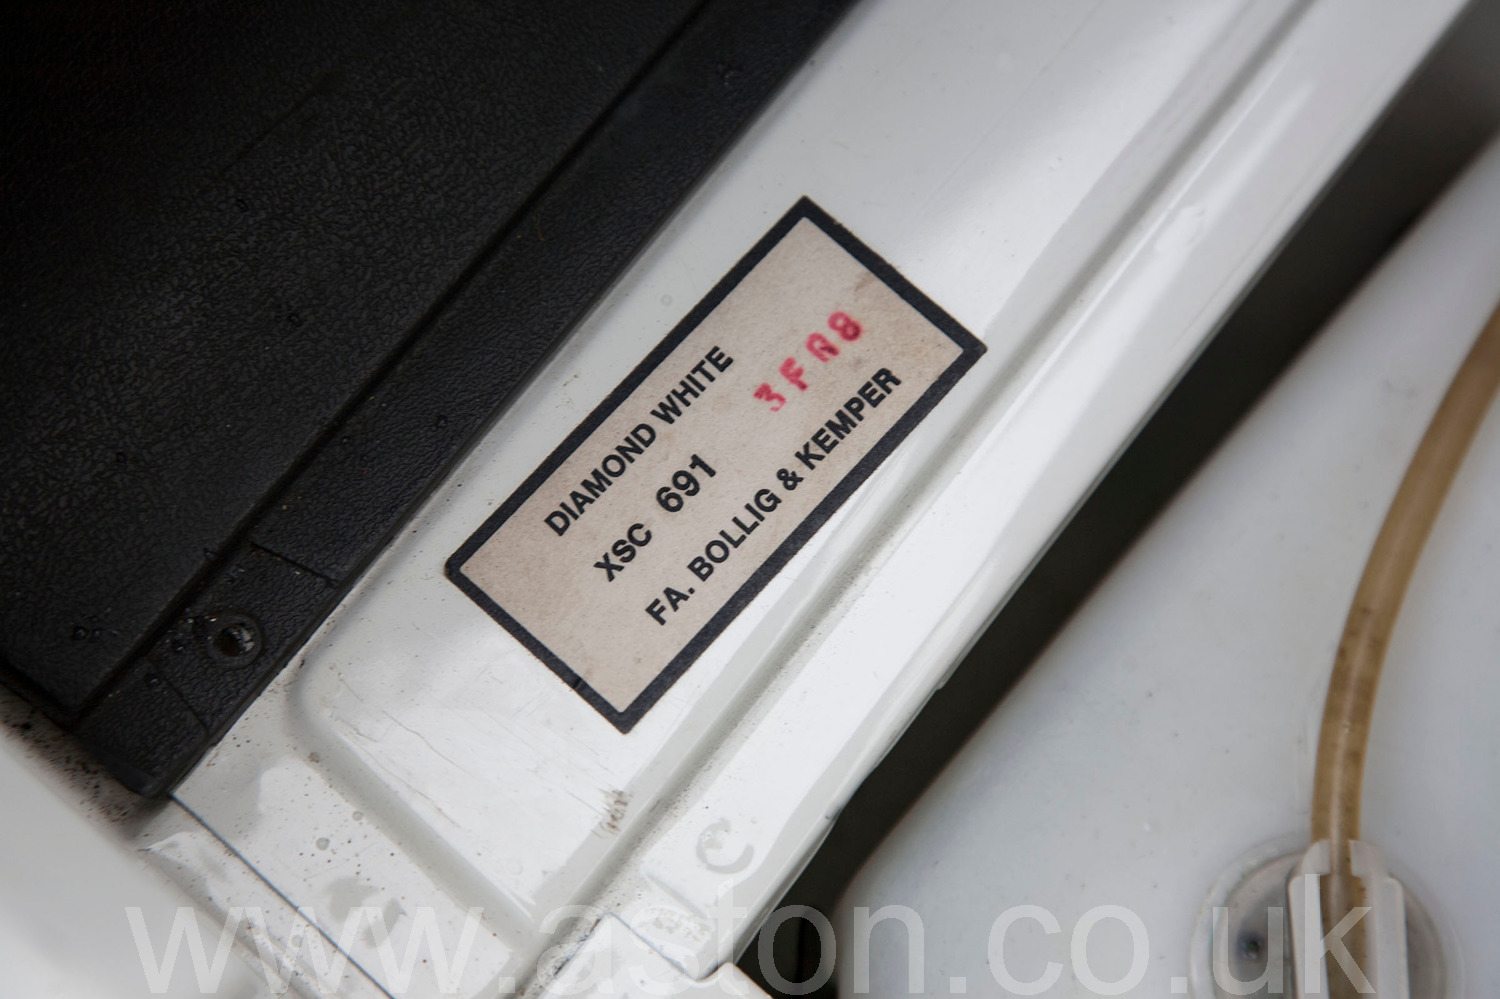 DIAMOND WHITE
XSC 691
3FA8
FA. BOLLIG & KEMPER
www.aston.co.uk